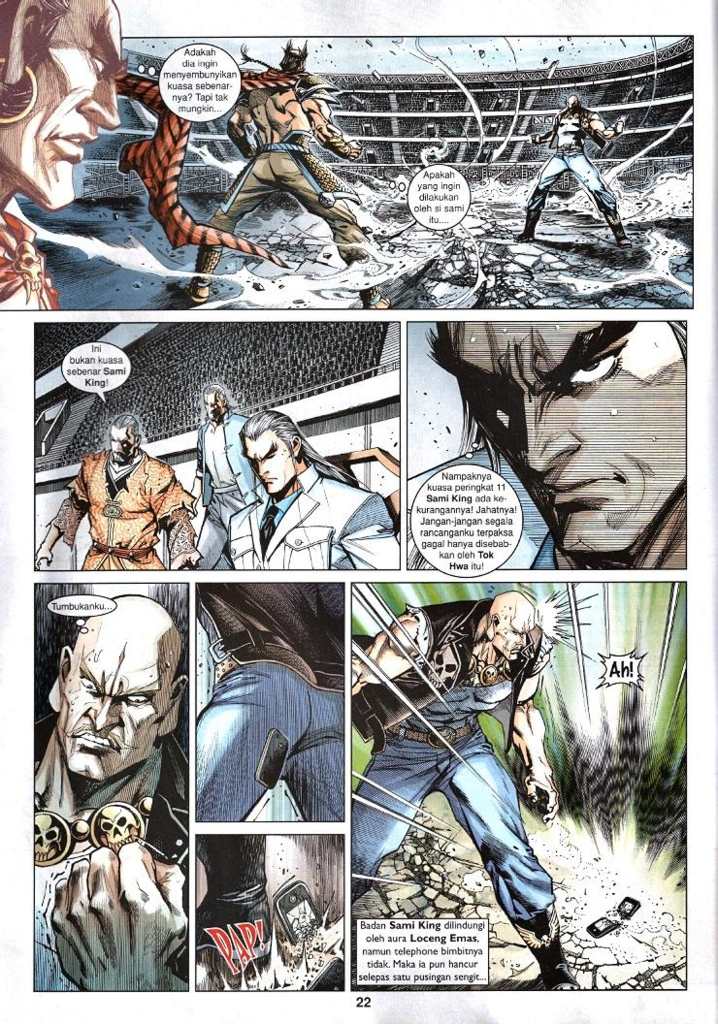 Adakah
dia ingin
menyembunyikan
kuasa sebenar-
nya? Tapi tak
mungkin...
Apakah
yang ingin
dilakukan
oleh si sami
itu....
Ini
bukan kuasa
sebenar Sami
King!
Nampaknya
kuasa peringkat 11
Sami King ada ke-
kurangannya! Jahatnya!
Jangan-jangan segala
rancanganku terpaksa
gagal hanya disebab-
kan oleh Tok
Hwa itu!
Tumbukanku...
PAP!
Ah!
Badan Sami King dilindungi
oleh aura Loceng Emas,
namun telephone bimbitnya
tidak. Maka ia pun hancur
selepas satu pusingan sengit...
22